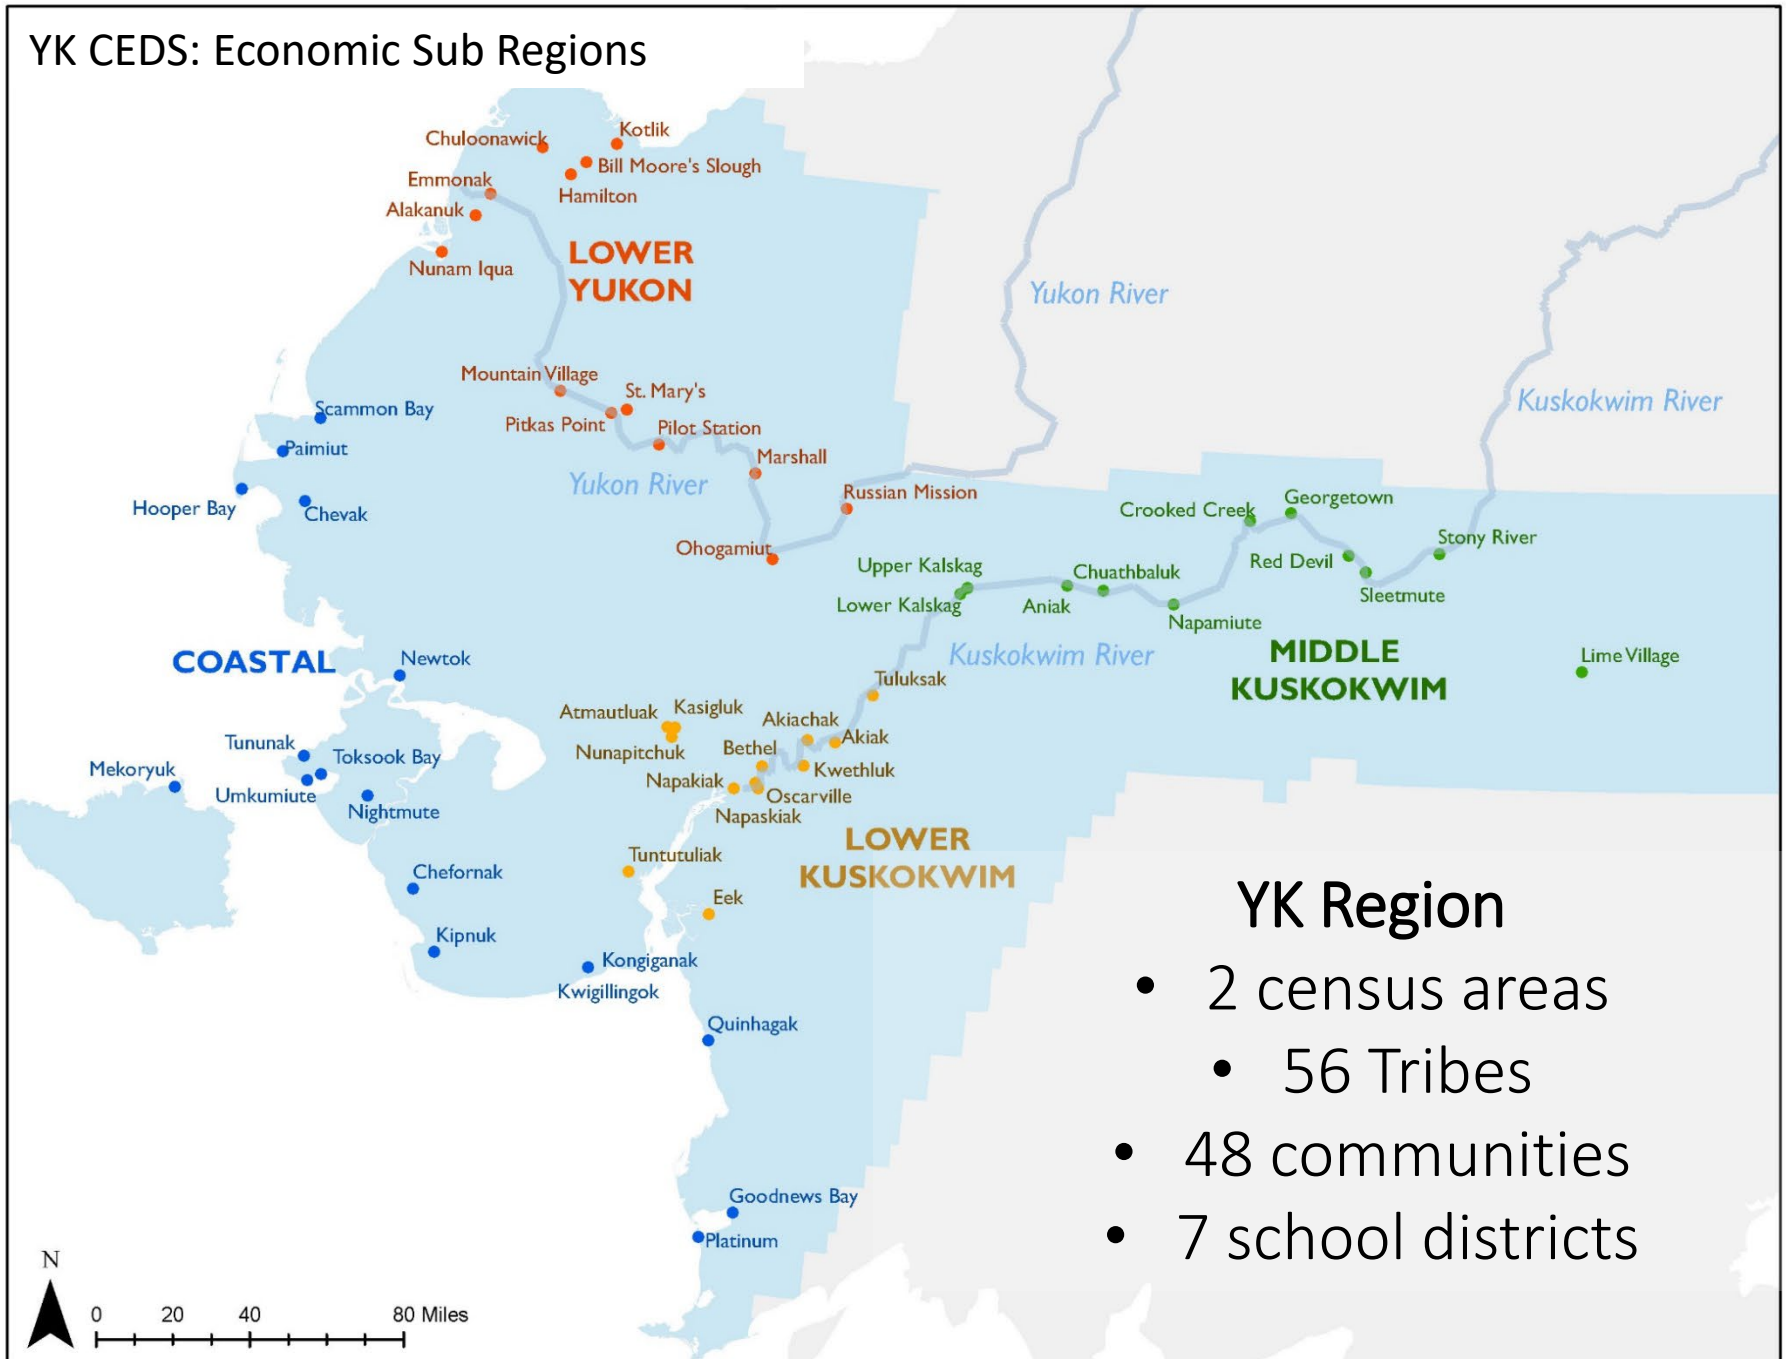 YK CEDS: Economic Sub Regions
Chuloonawick
Kotlik
Bill Moore's Slough
Emmonak
Hamilton
Alakanuk
LOWER
YUKON
Nunam Iqua
Yukon River
Mountain Village
St. Mary's
Kuskokwim River
Scammon Bay
Pitkas Point
Pilot Station
Paimiut
Marshall
Yukon River
Russian Mission
Georgetown
Hooper Bay
Chevak
Crooked Creek
Stony River
Ohogamiut
Upper Kalskag
Chuathbaluk
Red Devil
Lower Kalskag
Aniak
Sleetmute
Napamiute
COASTAL
Newtok
Kuskokwim River
MIDDLE
KUSKOKWIM
Lime Village
Tuluksak
Atmautluak
Kasigluk
Akiachak
Akiak
Tununak
Toksook Bay
Nunapitchuk
Bethel
Mekoryuk
Kwethluk
Napakiak
Umkumiute
Oscarville
Nightmute
Napaskiak
LOWER
KUSKOKWIM
Tuntutuliak
Chefornak
Eek
Kipnuk
Kongiganak
Kwigillingok
Quinhagak
Goodnews Bay
Platinum
YK Region
• 2 census areas
• 56 Tribes
• 48 communities
• 7 school districts
N
0 20 40 80 Miles